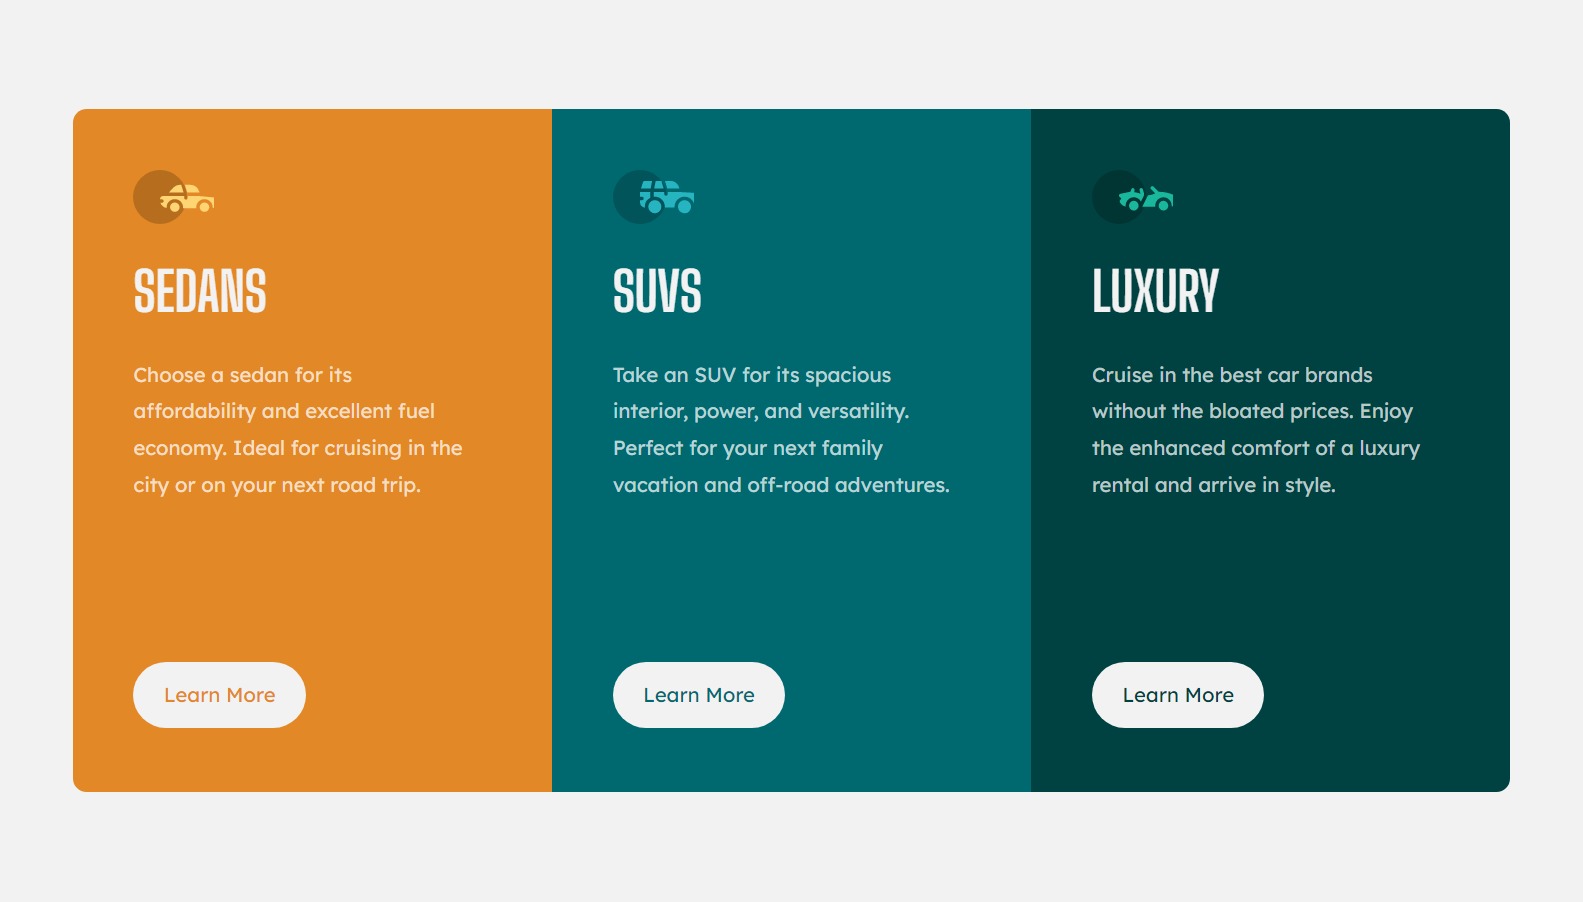 SEDANS
Choose a sedan for its
affordability and excellent fuel
economy. Ideal for cruising in the
city or on your next road trip.
Learn More
SUVS
Take an SUV for its spacious
interior, power, and versatility.
Perfect for your next family
vacation and off-road adventures.
Learn More
LUXURY
Cruise in the best car brands
without the bloated prices. Enjoy
the enhanced comfort of a luxury
rental and arrive in style.
Learn More